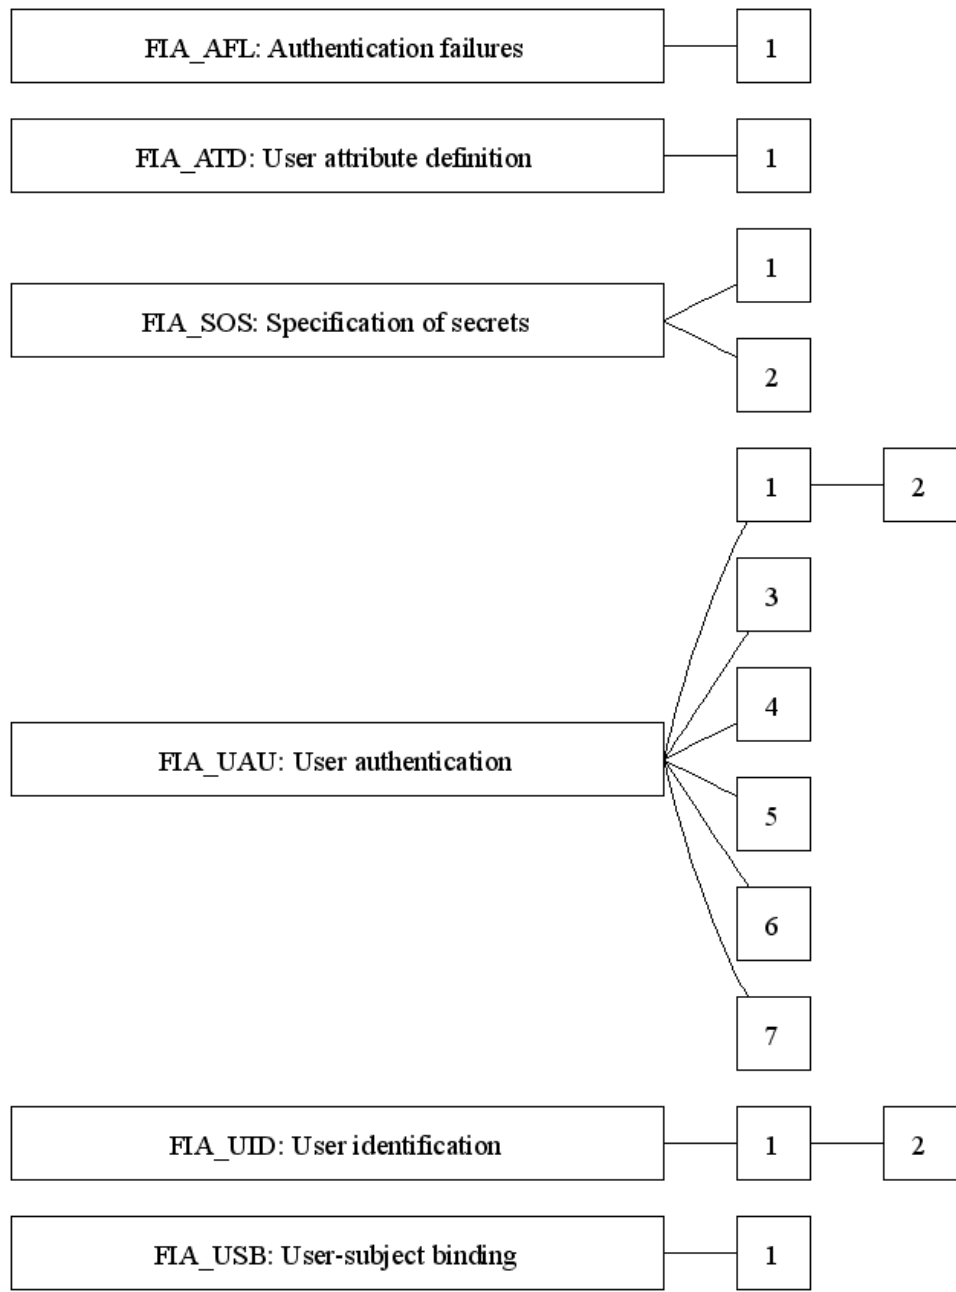 FIA_AFL: Authentication failures 1
FIA_ATD: User attribute definition 1
1
FIA_SOS: Specification of secrets
2
1 2
3
4
FIA_UAU: User authentication
5
6
7
FIA_UID: User identification 1 2
FIA_USB: User-subject binding 1